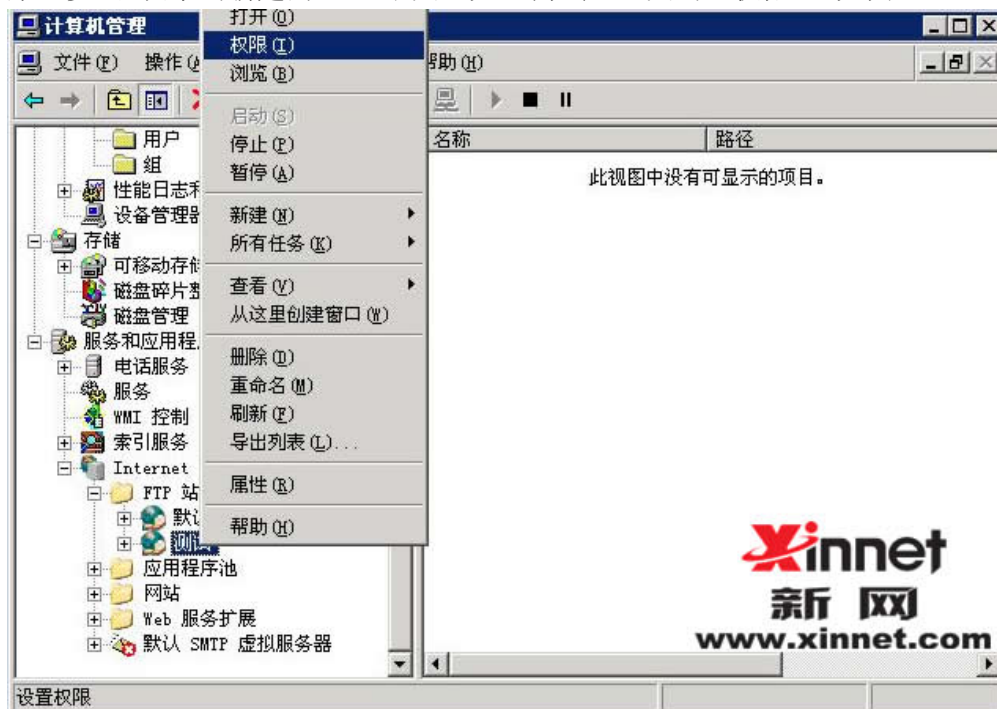 计算机管理
文件(F) 操作(A
帮助(H)
打开(O)
权限(I)
浏览(B)
启动(S)
停止(P)
暂停(A)
新建(N)
所有任务(K)
查看(V)
从这里创建窗口(W)
删除(D)
重命名(M)
刷新(F)
导出列表(L)...
属性(R)
帮助(H)
用户
组
性能日志和
设备管理器
存储
可移动存储
磁盘碎片整
磁盘管理
服务和应用程
电话服务
服务
WMI 控制
索引服务
Internet
FTP 站
默认
测试
应用程序池
网站
Web 服务扩展
默认 SMTP 虚拟服务器
名称 路径
此视图中没有可显示的项目。
Xinnet
新 网
www.xinnet.com
设置权限